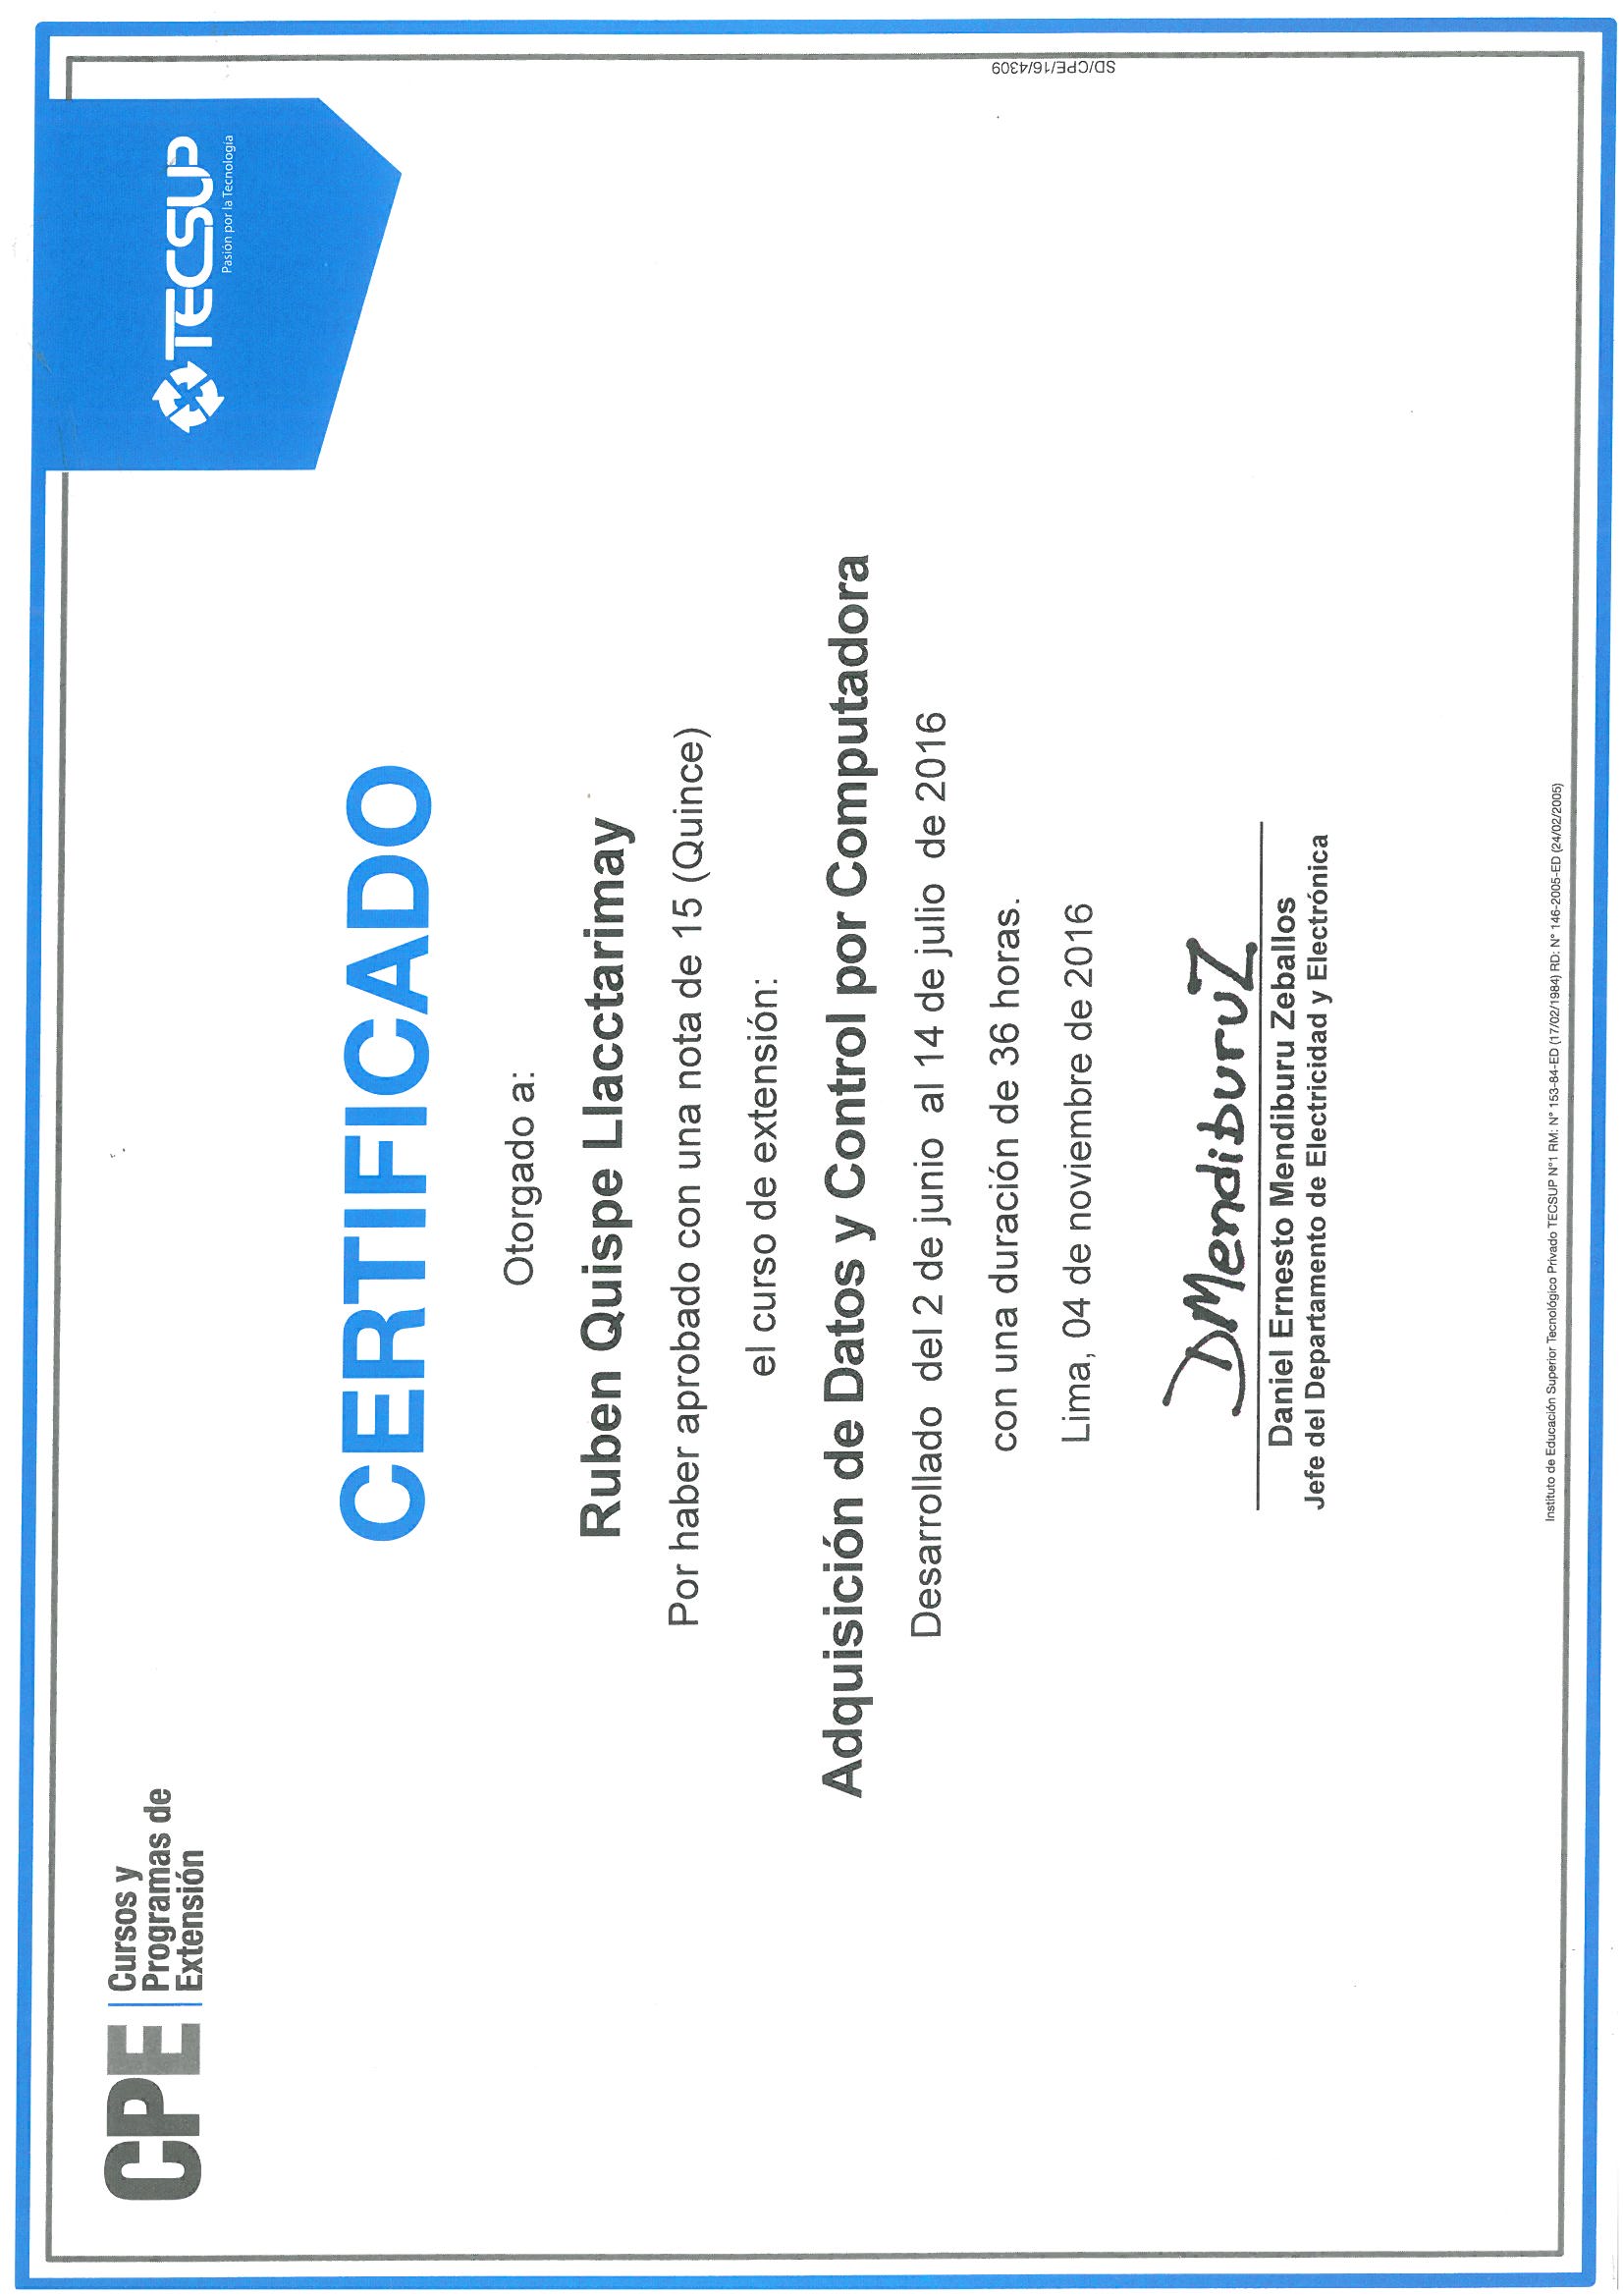 CPE
Cursos y
Programas de
Extensión
TECSUP
Pasión por la Tecnología
CERTIFICADO
Otorgado a:
Ruben Quispe Llacctarimay
Por haber aprobado con una nota de 15 (Quince)
el curso de extensión:
Adquisición de Datos y Control por Computadora
Desarrollado del 2 de junio al 14 de julio de 2016
con una duración de 36 horas.
Lima, 04 de noviembre de 2016
DMendiburuZ
Daniel Ernesto Mendiburu Zeballos
Jefe del Departamento de Electricidad y Electrónica
SD/CPE/16/4309
Instituto de Educación Superior Tecnológico Privado TECSUP N°1 RM: N° 153-84-ED (17/02/1984) RD: N° 146-2005-ED (24/02/2005)